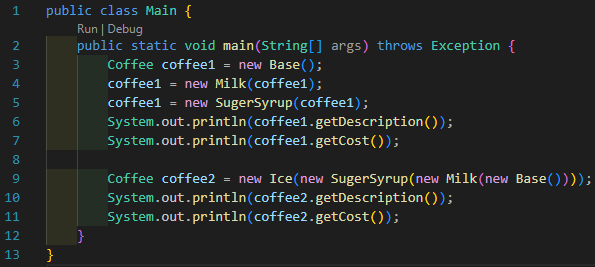 1 public class Main {
Run | Debug
2 public static void main(String[] args) throws Exception {
3 Coffee coffee1 = new Base();
4 coffee1 = new Milk(coffee1);
5 coffee1 = new SugerSyrup(coffee1);
6 System.out.println(coffee1.getDescription());
7 System.out.println(coffee1.getCost());
8
9 Coffee coffee2 = new Ice(new SugerSyrup(new Milk(new Base())));
10 System.out.println(coffee2.getDescription());
11 System.out.println(coffee2.getCost());
12 }
13 }